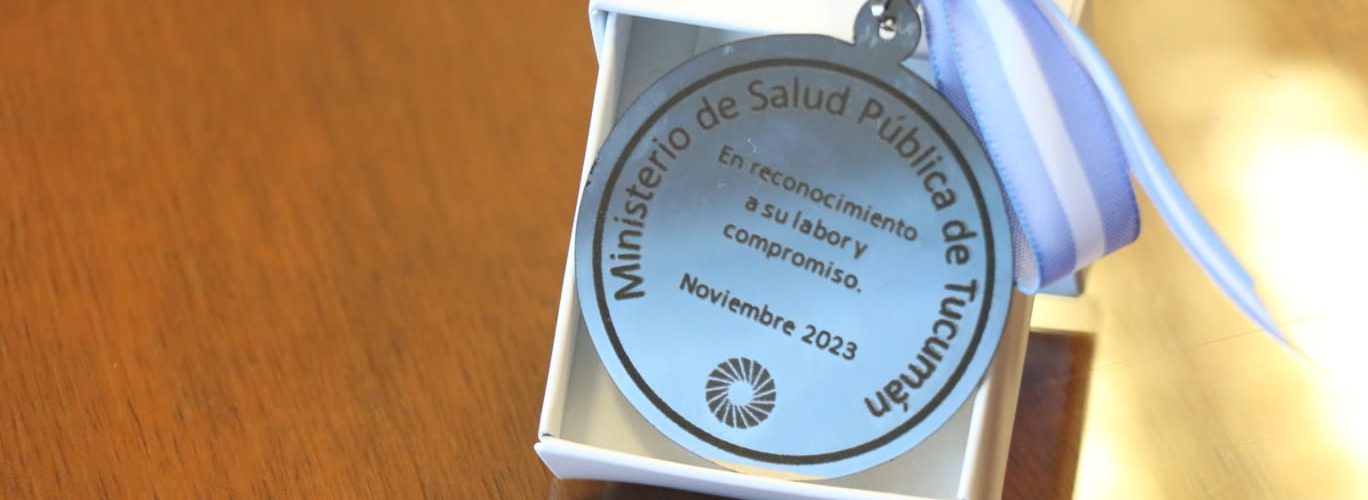 Ministerio de Salud Pública de Tucumán
En reconocimiento
a su labor y
compromiso.
Noviembre 2023